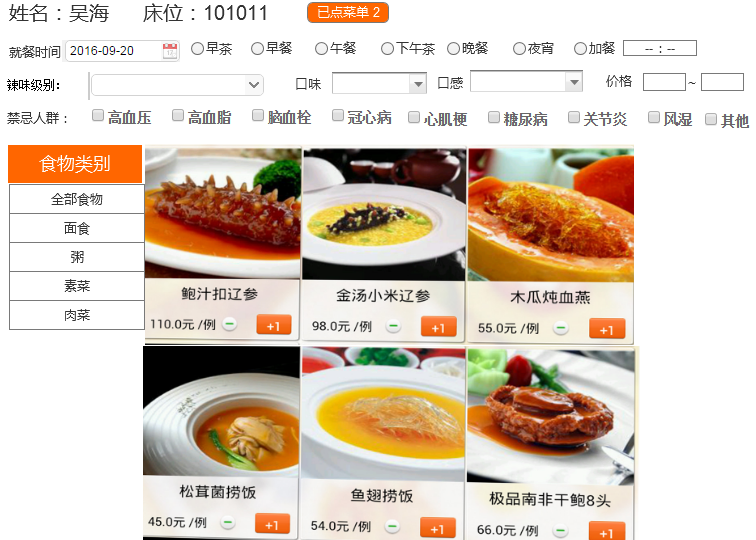 姓名：吴海 床位：101011 已点菜单 2
就餐时间 2016-09-20 早茶 早餐 午餐 下午茶 晚餐 夜宵 加餐 -- : --
辣味级别： 口味 口感 价格 ~
禁忌人群： 高血压 高血脂 脑血栓 冠心病 心肌梗 糖尿病 关节炎 风湿 其他
食物类别
全部食物
面食
粥
素菜
肉菜
鲍汁扣辽参 金汤小米辽参 木瓜炖血燕
110.0元 /例 +1 98.0元 /例 +1 55.0元 /例 +1
松茸菌捞饭 鱼翅捞饭 极品南非干鲍8头
45.0元 /例 +1 54.0元 /例 +1 66.0元 /例 +1